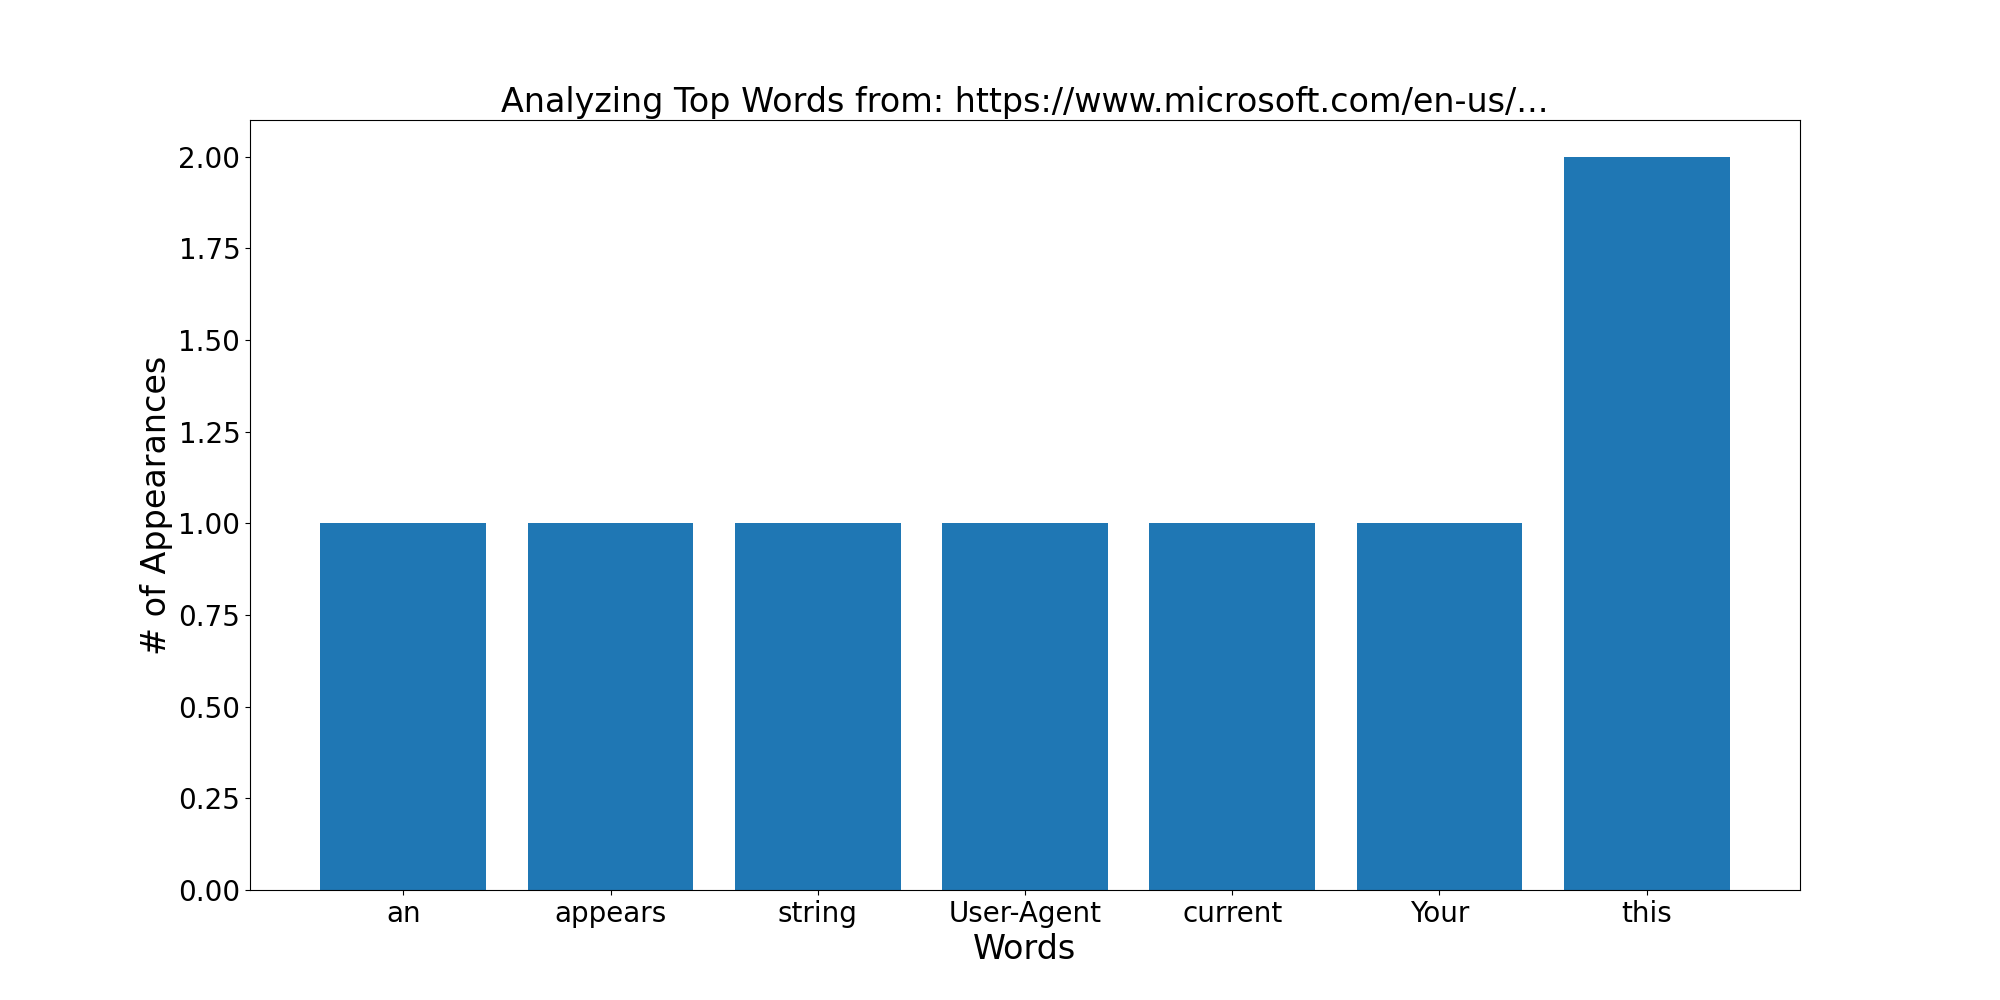 Analyzing Top Words from: https://www.microsoft.com/en-us/...
# of Appearances
2.00
1.75
1.50
1.25
1.00
0.75
0.50
0.25
0.00
an appears string User-Agent current Your this
Words